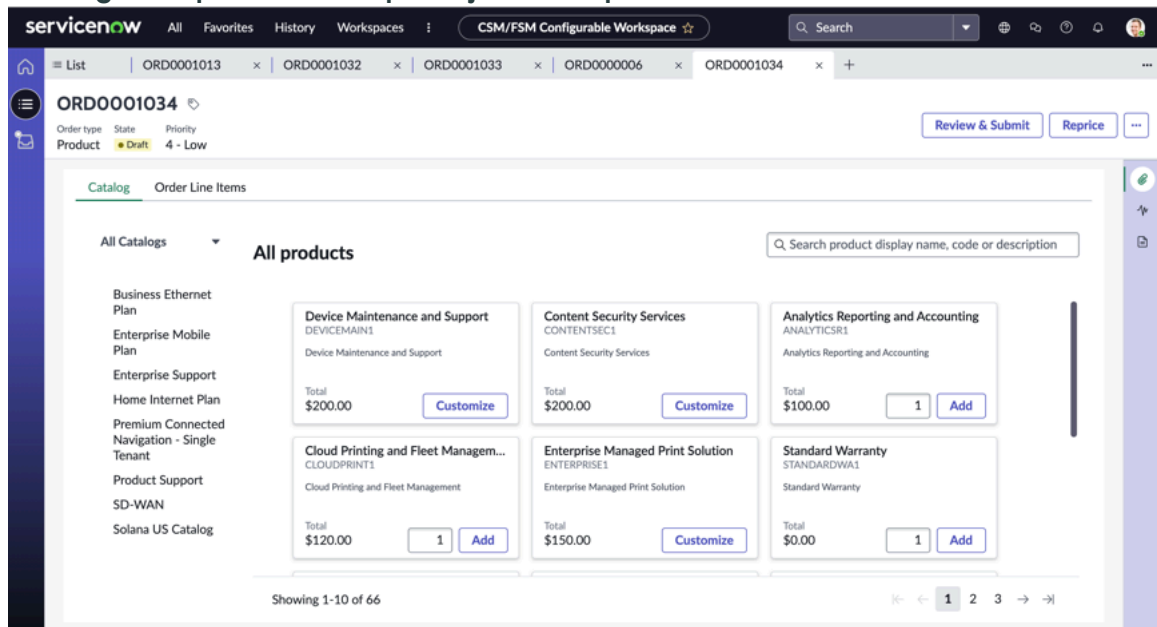 servicenow All Favorites History Workspaces CSM/FSM Configurable Workspace Search
List ORD0001013 × ORD0001032 × ORD0001033 × ORD0000006 × ORD0001034 × +
ORD0001034
Order type State Priority
Product Draft 4 - Low
Review & Submit Reprice
Catalog Order Line Items
All Catalogs
All products
Search product display name, code or description
Business Ethernet
Plan
Enterprise Mobile
Plan
Enterprise Support
Home Internet Plan
Premium Connected
Navigation - Single
Tenant
Product Support
SD-WAN
Solana US Catalog
Device Maintenance and Support
DEVICEMAIN1
Device Maintenance and Support
Total
$200.00 Customize
Content Security Services
CONTENTSEC1
Content Security Services
Total
$200.00 Customize
Analytics Reporting and Accounting
ANALYTICSR1
Analytics Reporting and Accounting
Total
$100.00 1 Add
Cloud Printing and Fleet Managem...
CLOUDPRINT1
Cloud Printing and Fleet Management
Total
$120.00 1 Add
Enterprise Managed Print Solution
ENTERPRISE1
Enterprise Managed Print Solution
Total
$150.00 Customize
Standard Warranty
STANDARDWA1
Standard Warranty
Total
$0.00 1 Add
Showing 1-10 of 66
1 2 3